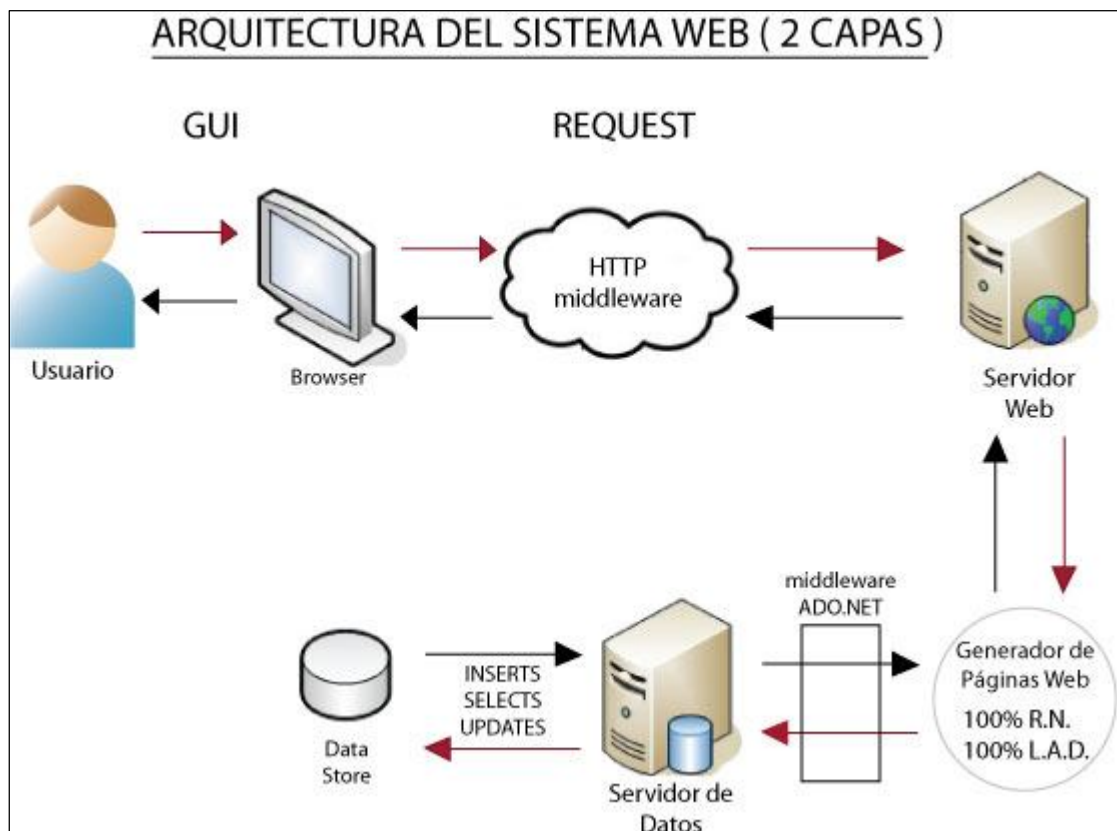 ARQUITECTURA DEL SISTEMA WEB ( 2 CAPAS )
GUI
REQUEST
HTTP
middleware
Usuario
Browser
Servidor
Web
middleware
ADO.NET
Generador de
Páginas Web
100% R.N.
100% L.A.D.
INSERTS
SELECTS
UPDATES
Data
Store
Servidor de
Datos